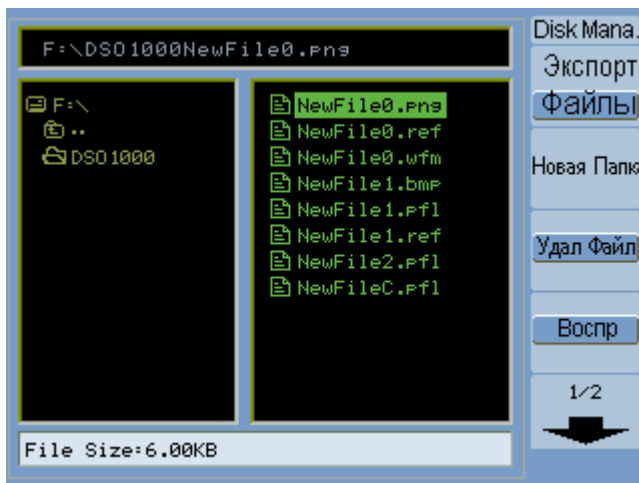 F:\DSO1000NewFile0.png
F:\
..
DSO1000
NewFile0.png
NewFile0.ref
NewFile0.wfm
NewFile1.bmp
NewFile1.pfl
NewFile1.ref
NewFile2.pfl
NewFileC.pfl
File Size:6.00KB
Disk Mana.
Экспорт
Файлы
Новая Папк
Удал Файл
Воспр
1/2